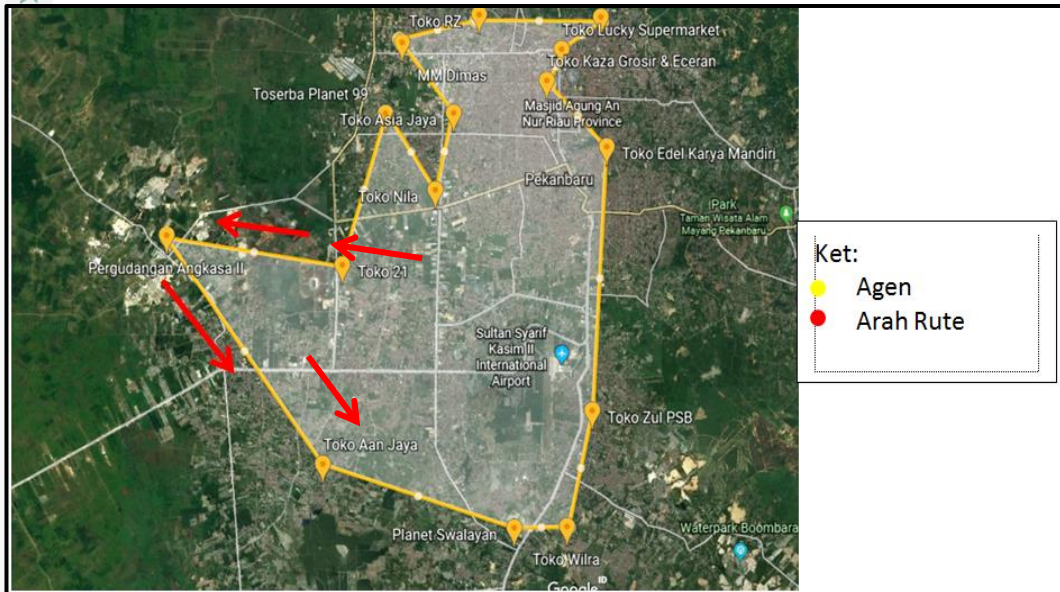 Toko RZ
Toko Lucky Supermarket
Toko Kaza Grosir & Eceran
MM Dimas
Toserba Planet 99
Masjid Agung An
Nur Riau Province
Toko Asia Jaya
Toko Edel Karya Mandiri
Pekanbaru
Toko Nila
iPark
Taman Wisata Alam
Mayang Pekanbaru
Pergudangan Angkasa II
Toko 21
Sultan Syarif
Kasim II
International
Airport
Toko Zul PSB
Toko Aan Jaya
Planet Swalayan
Toko Wilra
Waterpark Boombara
Google
Ket:
Agen
Arah Rute